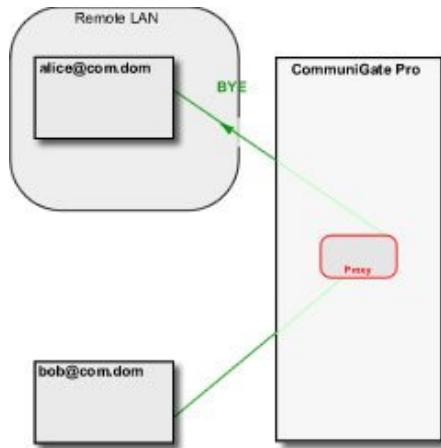 Remote LAN
alice@com.dom
CommuniGate Pro
BYE
Proxy
bob@com.dom